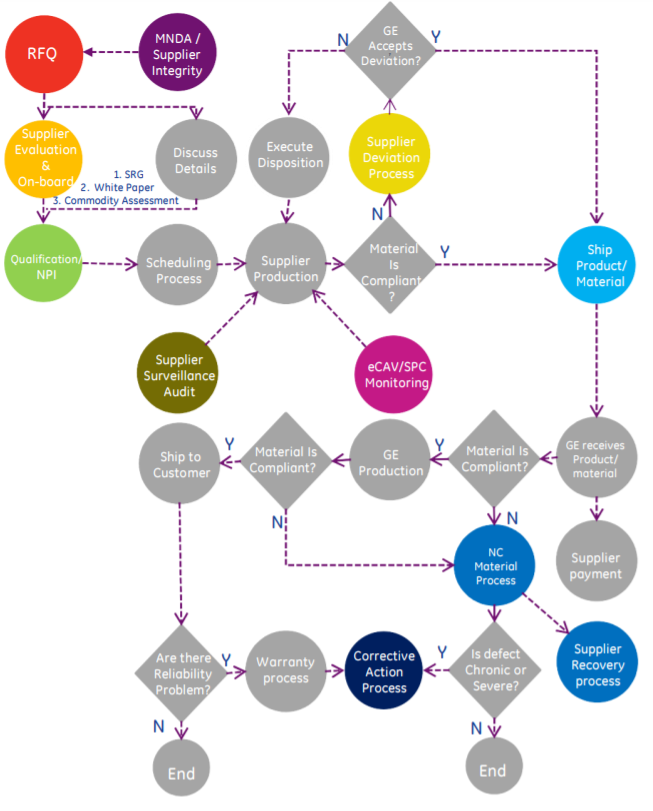 GE
Accepts
Deviation?
N
Y
MNDA /
Supplier
Integrity
RFQ
Supplier
Evaluation
&
On-board
Discuss
Details
1. SRG
2. White Paper
3. Commodity Assessment
Execute
Disposition
Supplier
Deviation
Process
N
Qualification/
NPI
Scheduling
Process
Supplier
Production
Material
Is
Compliant
?
Y
Ship
Product/
Material
Supplier
Surveillance
Audit
eCAV/SPC
Monitoring
Ship to
Customer
Y
Material Is
Compliant?
GE
Production
Y
Material Is
Compliant?
GE receives
Product/
material
N
N
NC
Material
Process
Supplier
payment
Are there
Reliability
Problem?
Y
Warranty
process
Corrective
Action
Process
Y
Is defect
Chronic or
Severe?
Supplier
Recovery
process
N
End
N
End